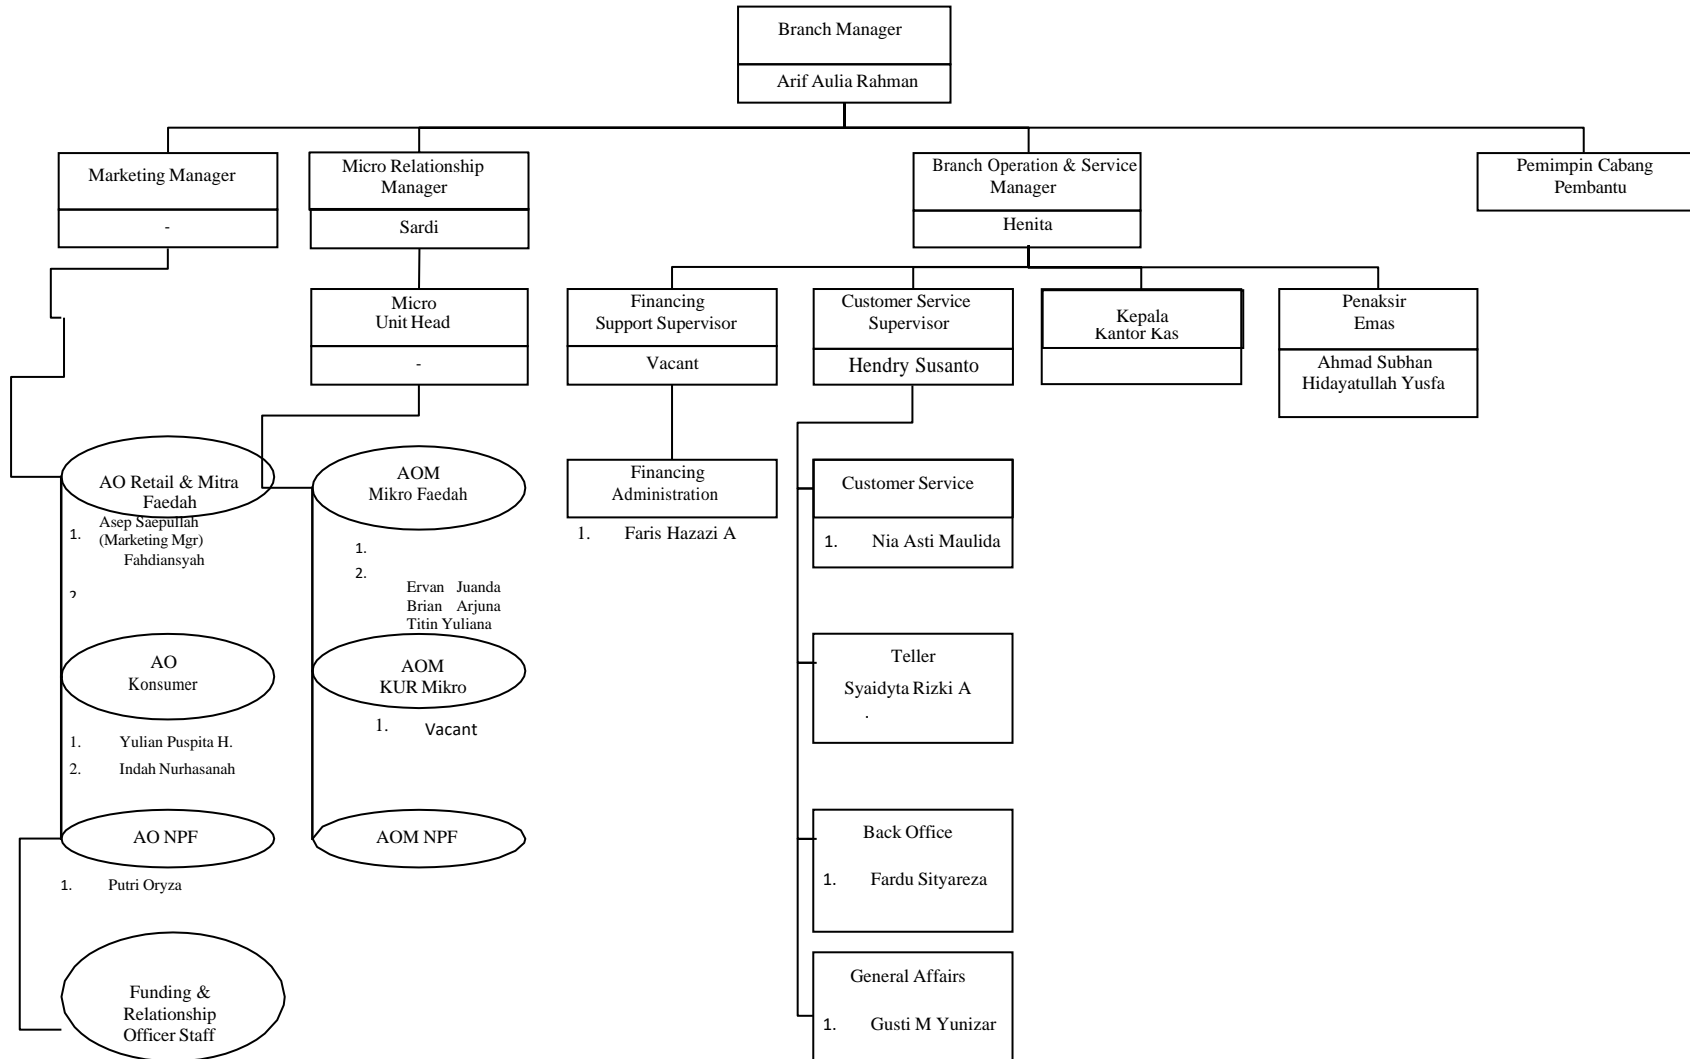 Branch Manager
Arif Aulia Rahman
Marketing Manager
-
Micro Relationship
Manager
Sardi
Branch Operation & Service
Manager
Henita
Pemimpin Cabang
Pembantu
Micro
Unit Head
-
Financing
Support Supervisor
Vacant
Customer Service
Supervisor
Hendry Susanto
Kepala
Kantor Kas
Penaksir
Emas
Ahmad Subhan
Hidayatullah Yusfa
AO Retail & Mitra
Faedah
1. Asep Saepullah
(Marketing Mgr)
Fahdiansyah
2
AO
Konsumer
1. Yulian Puspita H.
2. Indah Nurhasanah
AO NPF
1. Putri Oryza
Funding &
Relationship
Officer Staff
AOM
Mikro Faedah
1.
2.
Ervan Juanda
Brian Arjuna
Titin Yuliana
AOM
KUR Mikro
1. Vacant
AOM NPF
Financing
Administration
1. Faris Hazazi A
Customer Service
1. Nia Asti Maulida
Teller
Syaidyta Rizki A
.
Back Office
1. Fardu Sityareza
General Affairs
1. Gusti M Yunizar